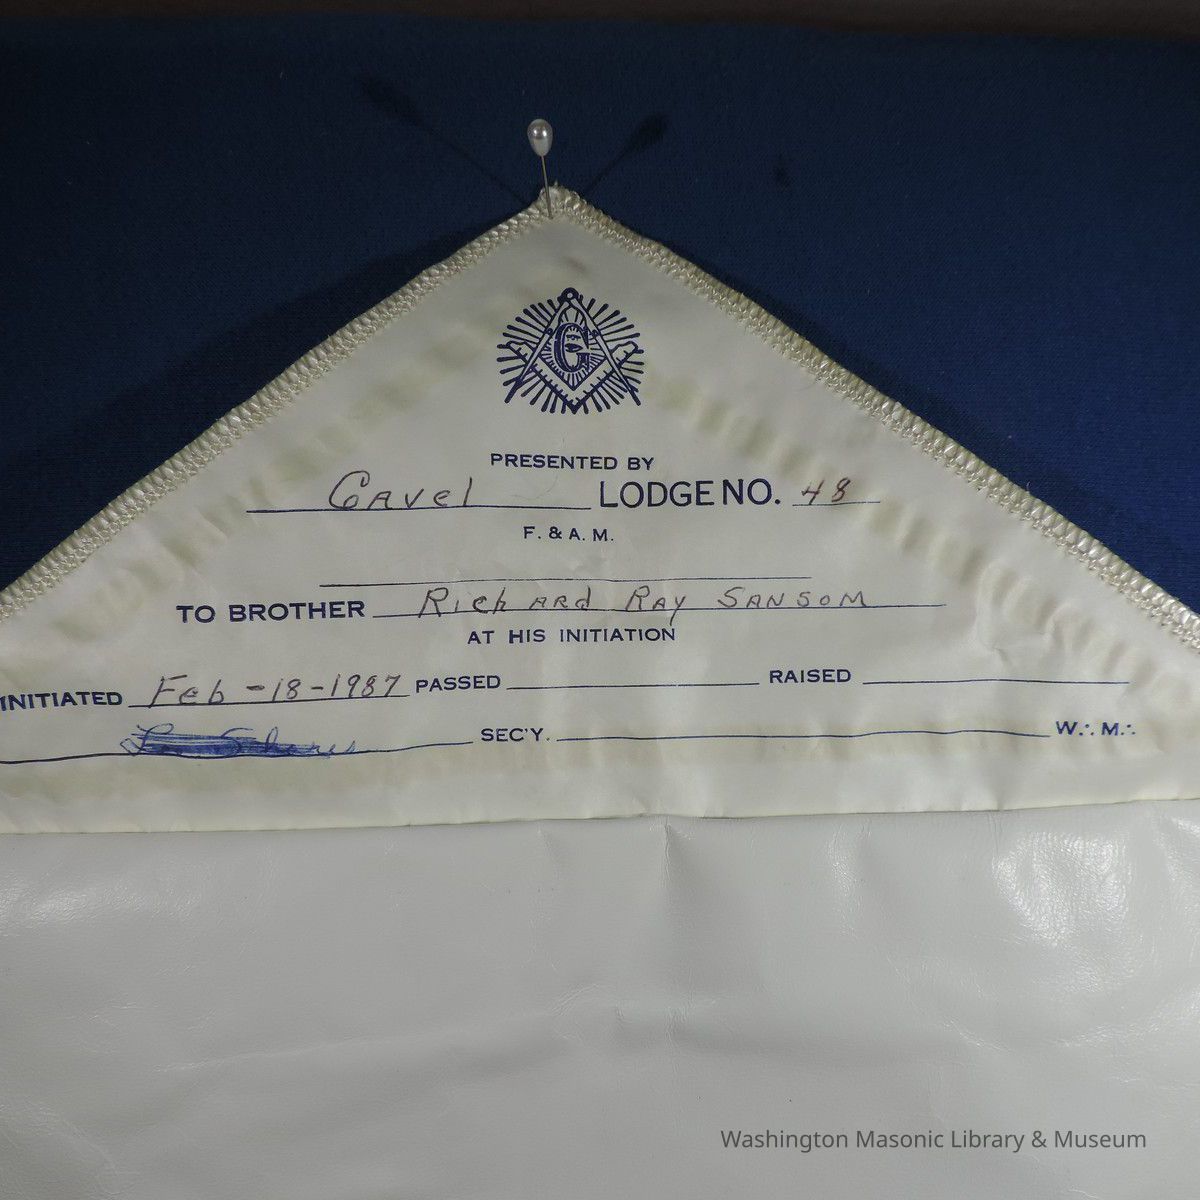 G
PRESENTED BY
Gavel LODGE NO. 48
F. & A. M.
TO BROTHER Richard Ray Sansom
AT HIS INITIATION
INITIATED Feb-18-1987 PASSED RAISED
SEC'Y. W.∴ M.∴
Washington Masonic Library & Museum